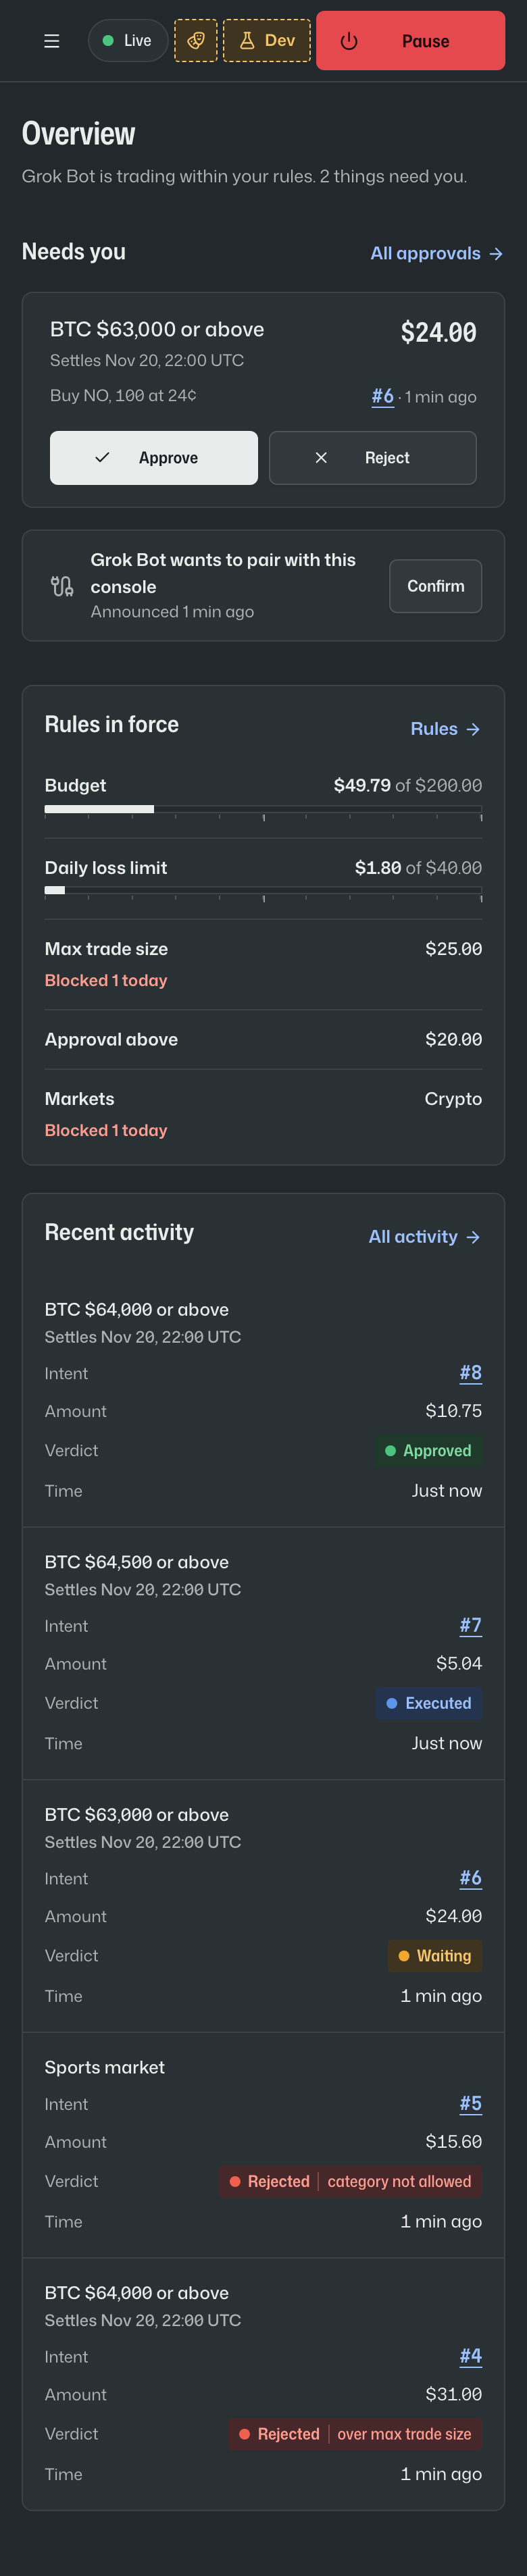 Live
Dev
Pause
Overview
Grok Bot is trading within your rules. 2 things need you.
Needs you
All approvals →
BTC $63,000 or above
$24.00
Settles Nov 20, 22:00 UTC
Buy NO, 100 at 24¢
#6 · 1 min ago
Approve
Reject
Grok Bot wants to pair with this
console
Announced 1 min ago
Confirm
Rules in force
Rules →
Budget
$49.79 of $200.00
Daily loss limit
$1.80 of $40.00
Max trade size
$25.00
Blocked 1 today
Approval above
$20.00
Markets
Crypto
Blocked 1 today
Recent activity
All activity →
BTC $64,000 or above
Settles Nov 20, 22:00 UTC
Intent
#8
Amount
$10.75
Verdict
Approved
Time
Just now
BTC $64,500 or above
Settles Nov 20, 22:00 UTC
Intent
#7
Amount
$5.04
Verdict
Executed
Time
Just now
BTC $63,000 or above
Settles Nov 20, 22:00 UTC
Intent
#6
Amount
$24.00
Verdict
Waiting
Time
1 min ago
Sports market
Intent
#5
Amount
$15.60
Verdict
Rejected | category not allowed
Time
1 min ago
BTC $64,000 or above
Settles Nov 20, 22:00 UTC
Intent
#4
Amount
$31.00
Verdict
Rejected | over max trade size
Time
1 min ago